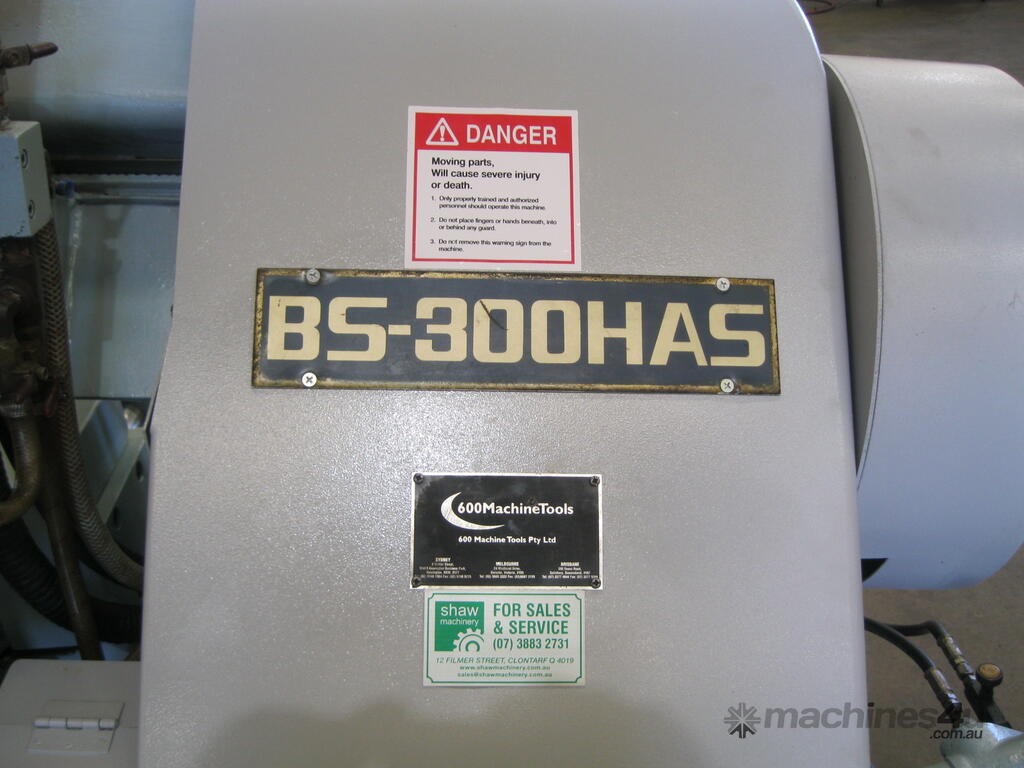 DANGER
Moving parts,
Will cause severe injury
or death.
1. Only properly trained and authorized
personnel should operate this machine.
2. Do not place fingers or hands beneath, into
or behind any guard.
3. Do not remove this warning sign from the
machine.
BS-300HAS
600MachineTools
600 Machine Tools Pty Ltd
SYDNEY
MELBOURNE
BRISBANE
shaw
machinery
FOR SALES
& SERVICE
(07) 3883 2731
12 FILMER STREET, CLONTARF Q 4019
www.shawmachinery.com.au
sales@shawmachinery.com.au
machines4u
.com.au